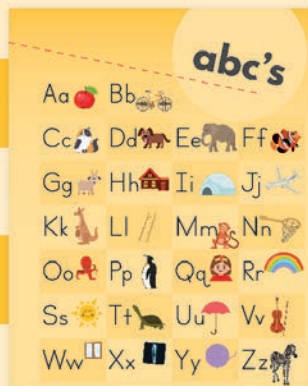 abc's
Aa Bb
Cc Dd Ee Ff
Gg Hh Ii Jj
Kk Ll Mm Nn
Oo Pp Qq Rr
Ss Tt Uu Vv
Ww Xx Yy Zz